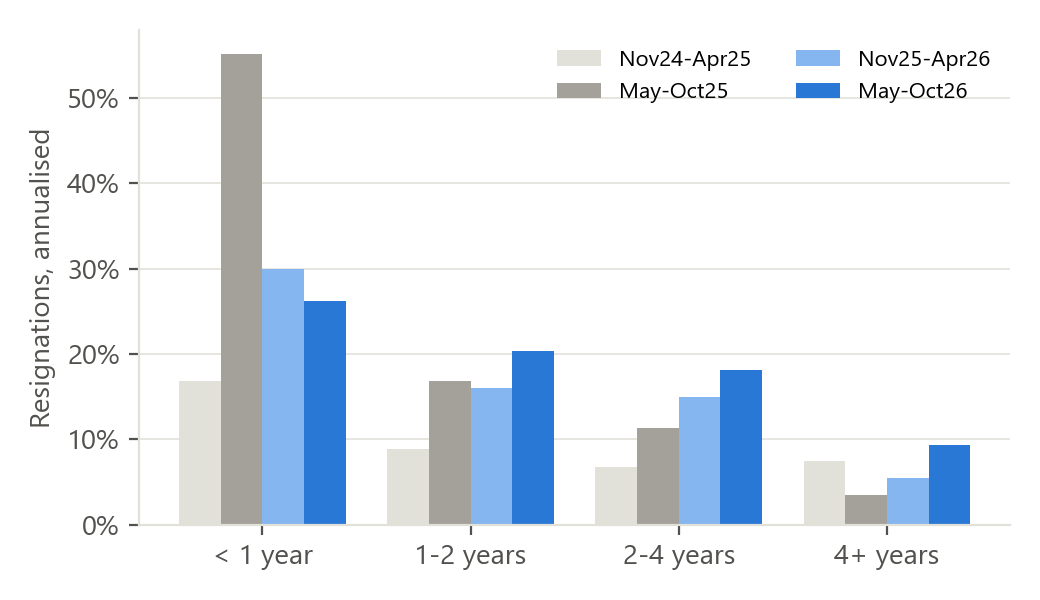 Nov24-Apr25
May-Oct25
Nov25-Apr26
May-Oct26
Resignations, annualised
50%
40%
30%
20%
10%
0%
< 1 year
1-2 years
2-4 years
4+ years